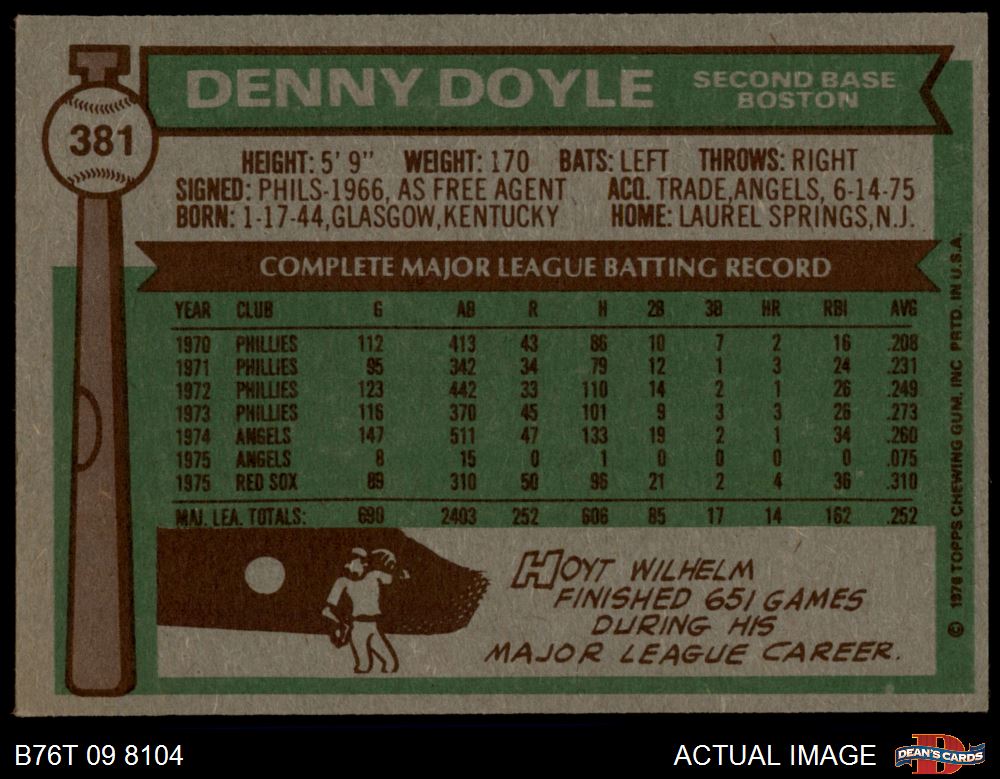 381
DENNY DOYLE
SECOND BASE
BOSTON
HEIGHT: 5' 9" WEIGHT: 170 BATS: LEFT THROWS: RIGHT
SIGNED: PHILS-1966, AS FREE AGENT ACQ. TRADE, ANGELS, 6-14-75
BORN: 1-17-44, GLASGOW, KENTUCKY HOME: LAUREL SPRINGS, N.J.
COMPLETE MAJOR LEAGUE BATTING RECORD
YEAR CLUB G AB R H 2B 3B HR RBI AVG
1970 PHILLIES 112 413 43 86 10 7 2 16 .208
1971 PHILLIES 95 342 34 79 12 1 3 24 .231
1972 PHILLIES 123 442 33 110 14 2 1 26 .249
1973 PHILLIES 116 370 45 101 9 3 3 26 .273
1974 ANGELS 147 511 47 133 19 2 1 34 .260
1975 ANGELS 8 15 0 1 0 0 0 0 .075
1975 RED SOX 89 310 50 96 21 2 4 36 .310
MAJ. LEA. TOTALS: 690 2403 252 606 85 17 14 162 .252
HOYT WILHELM
FINISHED 651 GAMES
DURING HIS
MAJOR LEAGUE CAREER.
© 1976 TOPPS CHEWING GUM, INC PRTD. IN U.S.A.
B76T 09 8104
ACTUAL IMAGE
DEAN'S CARDS